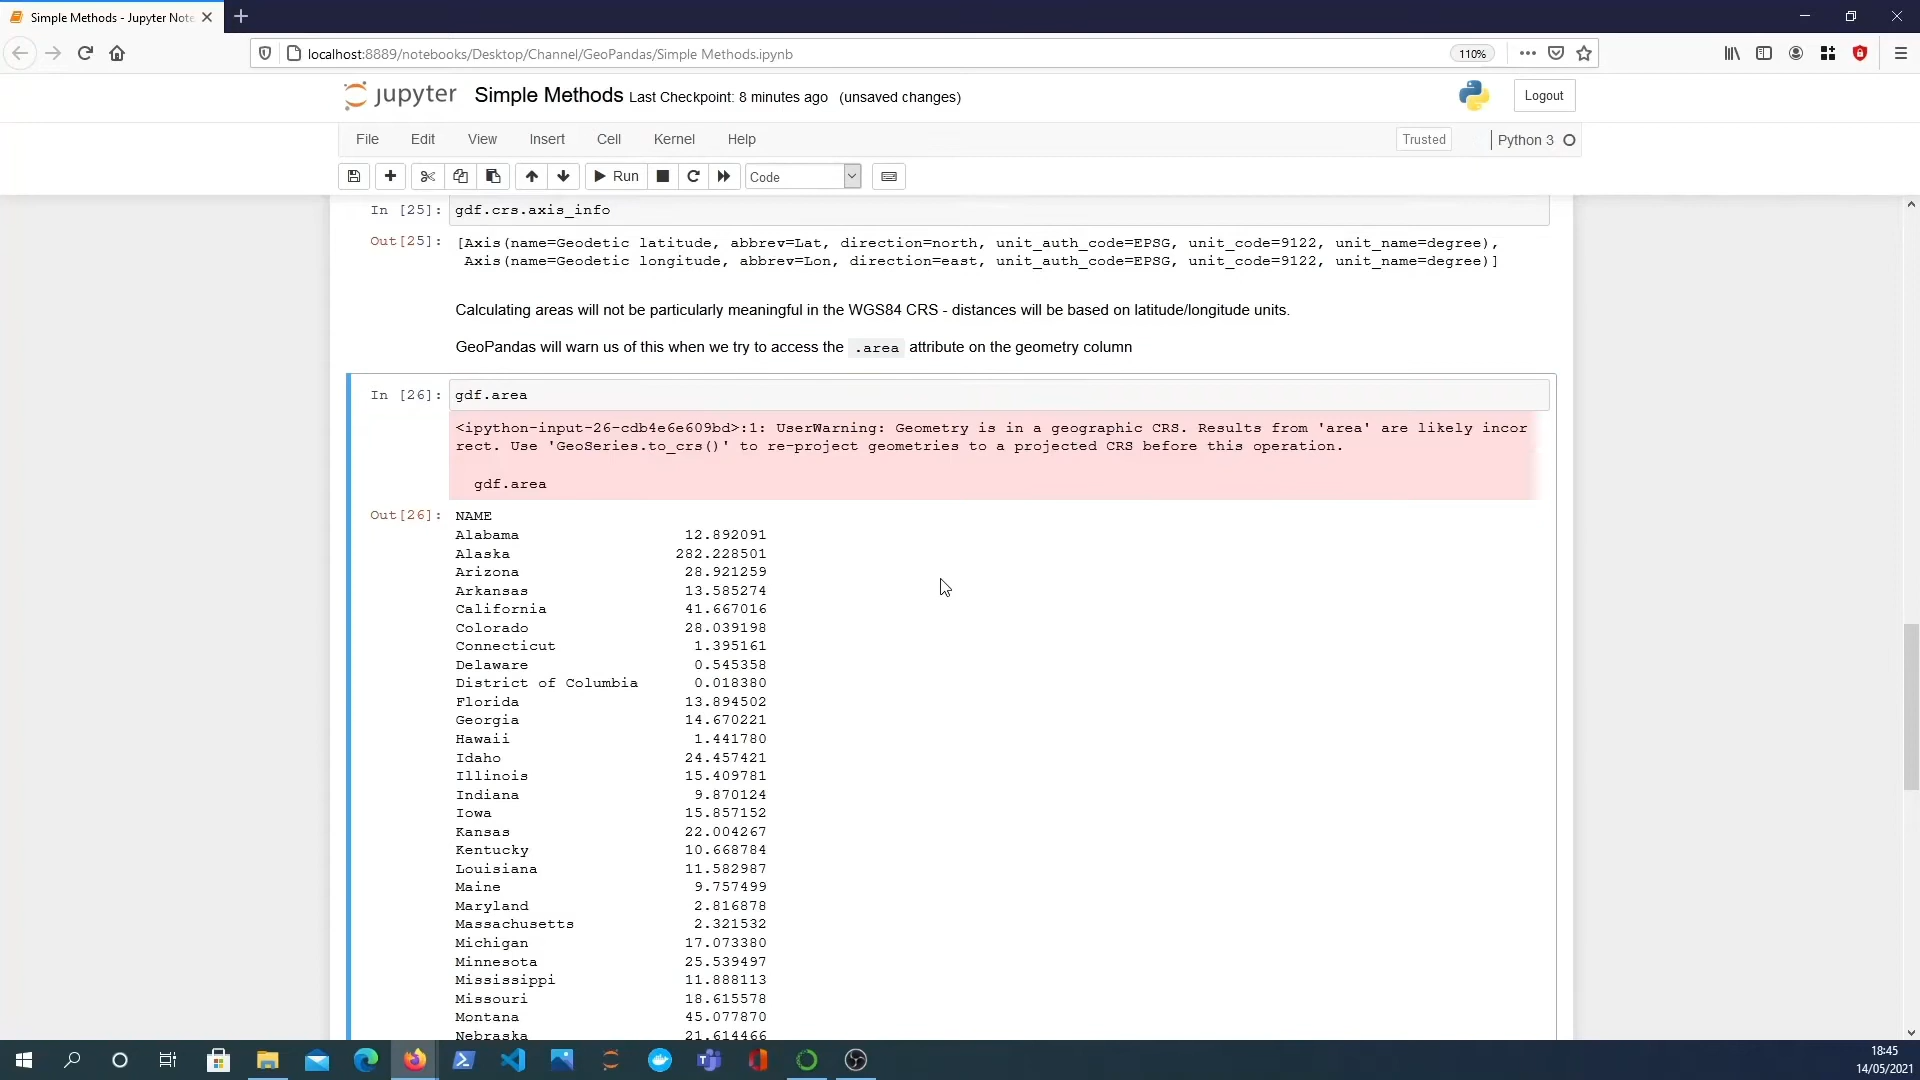 Simple Methods - Jupyter Note
localhost:8889/notebooks/Desktop/Channel/GeoPandas/Simple Methods.ipynb
110%
jupyter Simple Methods Last Checkpoint: 8 minutes ago (unsaved changes)
Logout
File Edit View Insert Cell Kernel Help
Trusted
Python 3
Run
Code
In [25]: gdf.crs.axis_info
Out[25]: [Axis(name=Geodetic latitude, abbrev=Lat, direction=north, unit_auth_code=EPSG, unit_code=9122, unit_name=degree),
Axis(name=Geodetic longitude, abbrev=Lon, direction=east, unit_auth_code=EPSG, unit_code=9122, unit_name=degree)]
Calculating areas will not be particularly meaningful in the WGS84 CRS - distances will be based on latitude/longitude units.
GeoPandas will warn us of this when we try to access the .area attribute on the geometry column
In [26]: gdf.area
<ipython-input-26-cdb4e6e609bd>:1: UserWarning: Geometry is in a geographic CRS. Results from 'area' are likely incor
rect. Use 'GeoSeries.to_crs()' to re-project geometries to a projected CRS before this operation.
gdf.area
Out[26]: NAME
Alabama 12.892091
Alaska 282.228501
Arizona 28.921259
Arkansas 13.585274
California 41.667016
Colorado 28.039198
Connecticut 1.395161
Delaware 0.545358
District of Columbia 0.018380
Florida 13.894502
Georgia 14.670221
Hawaii 1.441780
Idaho 24.457421
Illinois 15.409781
Indiana 9.870124
Iowa 15.857152
Kansas 22.004267
Kentucky 10.668784
Louisiana 11.582987
Maine 9.757499
Maryland 2.816878
Massachusetts 2.321532
Michigan 17.073380
Minnesota 25.539497
Mississippi 11.888113
Missouri 18.615578
Montana 45.077870
Nebraska 21.614466
18:45
14/05/2021